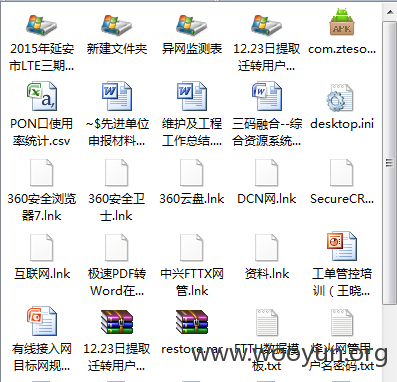 2015年延安市LTE三期...
新建文件夹
异网监测表
12.23日提取迁转用户...
com.zteso...
PON口使用率统计.csv
~$先进单位申报材料...
维护及工程工作总结....
三码融合--综合资源系统...
desktop.ini
360安全浏览器7.lnk
360安全卫士.lnk
360云盘.lnk
DCN网.lnk
SecureCR...
互联网.lnk
极速PDF转Word在...
中兴FTTX网管.lnk
资料.lnk
工单管控培训（王晓...
有线接入网目标网规...
12.23日提取迁转用户...
restore.rar
FTTH数据模板.txt
烽火网管用户名密码.txt
www.wooyun.org